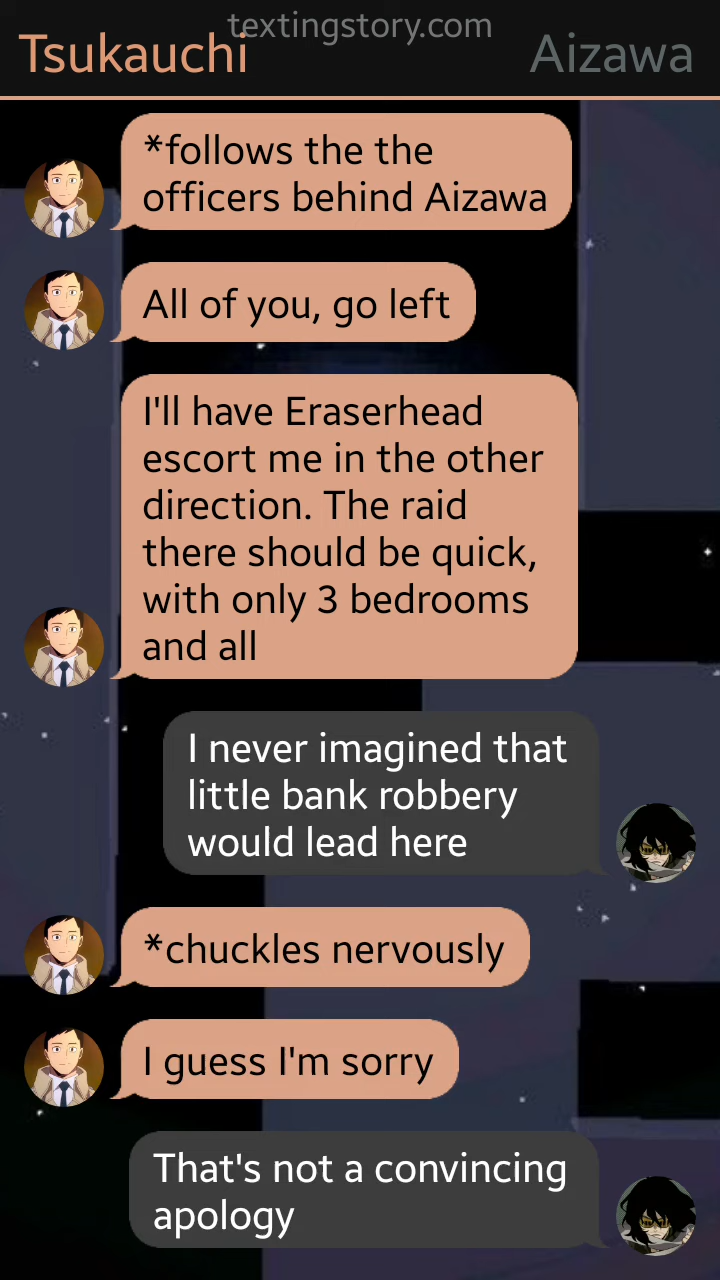 textingstory.com
Tsukauchi
Aizawa
*follows the the
officers behind Aizawa
All of you, go left
I'll have Eraserhead
escort me in the other
direction. The raid
there should be quick,
with only 3 bedrooms
and all
I never imagined that
little bank robbery
would lead here
*chuckles nervously
I guess I'm sorry
That's not a convincing
apology